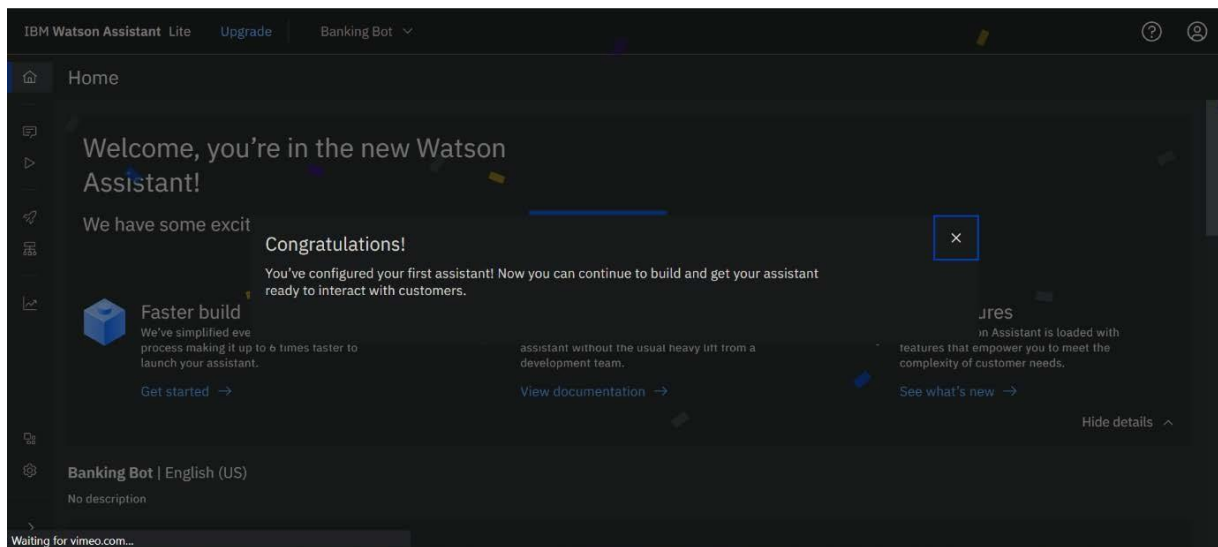 IBM Watson Assistant Lite Upgrade Banking Bot
Home
Welcome, you're in the new Watson
Assistant!
We have some excit
Congratulations!
You've configured your first assistant! Now you can continue to build and get your assistant
ready to interact with customers.
Faster build
We've simplified eve
process making it up to 6 times faster to
launch your assistant.
Get started →
assistant without the usual heavy lift from a
development team.
View documentation →
ures
on Assistant is loaded with
features that empower you to meet the
complexity of customer needs.
See what's new →
Hide details
Banking Bot | English (US)
No description
Waiting for vimeo.com...